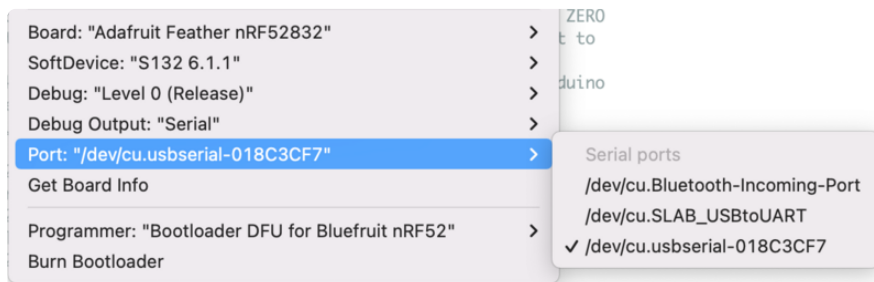 ZERO
Board: "Adafruit Feather nRF52832"
t to
SoftDevice: "S132 6.1.1"
Debug: "Level 0 (Release)"
duino
Debug Output: "Serial"
Port: "/dev/cu.usbserial-018C3CF7"
Get Board Info
Programmer: "Bootloader DFU for Bluefruit nRF52"
Burn Bootloader
Serial ports
/dev/cu.Bluetooth-Incoming-Port
/dev/cu.SLAB_USBtoUART
✓ /dev/cu.usbserial-018C3CF7